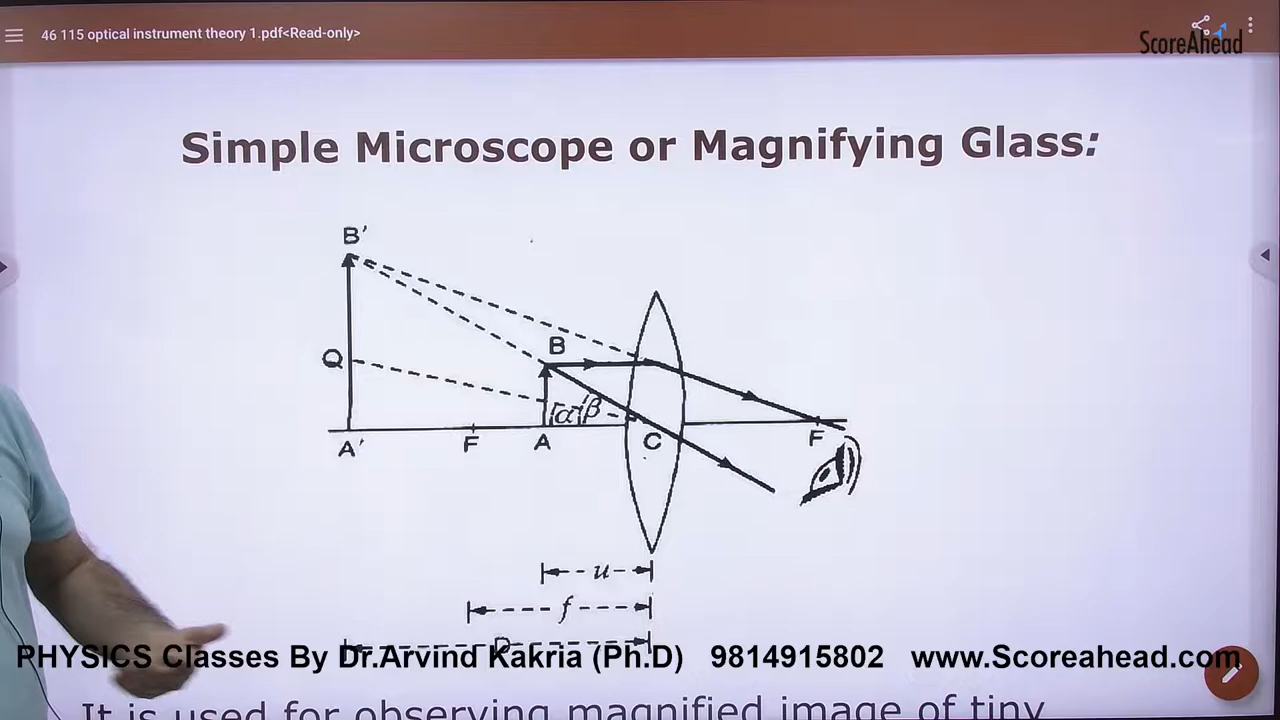 46 115 optical instrument theory 1.pdf<Read-only>
ScoreAhead
Simple Microscope or Magnifying Glass:
B'
B
Q
α β
A' F A C F
u
f
D
PHYSICS Classes By Dr.Arvind Kakria (Ph.D) 9814915802 www.Scoreahead.com
It is used for observing magnified image of tiny